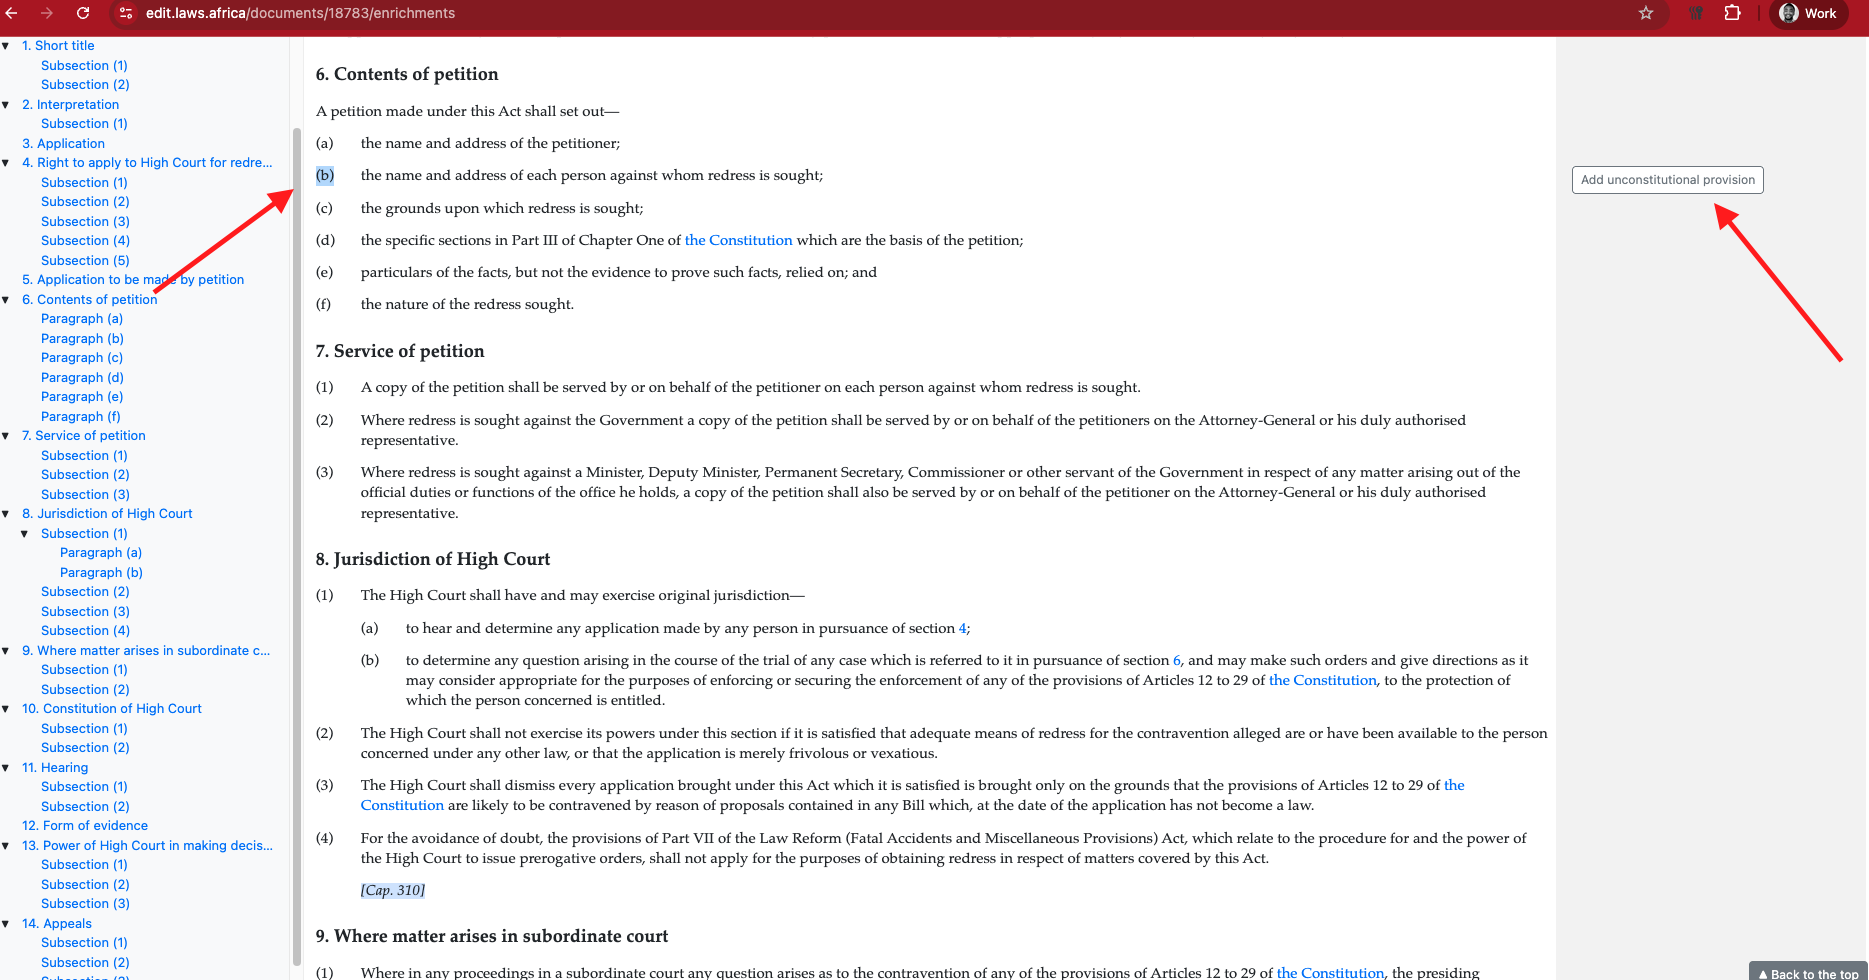 edit.laws.africa/documents/18783/enrichments
Work
1. Short title
Subsection (1)
Subsection (2)
2. Interpretation
Subsection (1)
3. Application
4. Right to apply to High Court for redre...
Subsection (1)
Subsection (2)
Subsection (3)
Subsection (4)
Subsection (5)
5. Application to be made by petition
6. Contents of petition
Paragraph (a)
Paragraph (b)
Paragraph (c)
Paragraph (d)
Paragraph (e)
Paragraph (f)
7. Service of petition
Subsection (1)
Subsection (2)
Subsection (3)
8. Jurisdiction of High Court
Subsection (1)
Paragraph (a)
Paragraph (b)
Subsection (2)
Subsection (3)
Subsection (4)
9. Where matter arises in subordinate c...
Subsection (1)
Subsection (2)
10. Constitution of High Court
Subsection (1)
Subsection (2)
11. Hearing
Subsection (1)
Subsection (2)
12. Form of evidence
13. Power of High Court in making decis...
Subsection (1)
Subsection (2)
Subsection (3)
14. Appeals
Subsection (1)
Subsection (2)
6. Contents of petition
A petition made under this Act shall set out—
(a) the name and address of the petitioner;
(b) the name and address of each person against whom redress is sought;
(c) the grounds upon which redress is sought;
(d) the specific sections in Part III of Chapter One of the Constitution which are the basis of the petition;
(e) particulars of the facts, but not the evidence to prove such facts, relied on; and
(f) the nature of the redress sought.
7. Service of petition
(1) A copy of the petition shall be served by or on behalf of the petitioner on each person against whom redress is sought.
(2) Where redress is sought against the Government a copy of the petition shall be served by or on behalf of the petitioners on the Attorney-General or his duly authorised
representative.
(3) Where redress is sought against a Minister, Deputy Minister, Permanent Secretary, Commissioner or other servant of the Government in respect of any matter arising out of the
official duties or functions of the office he holds, a copy of the petition shall also be served by or on behalf of the petitioner on the Attorney-General or his duly authorised
representative.
8. Jurisdiction of High Court
(1) The High Court shall have and may exercise original jurisdiction—
(a) to hear and determine any application made by any person in pursuance of section 4;
(b) to determine any question arising in the course of the trial of any case which is referred to it in pursuance of section 6, and may make such orders and give directions as it
may consider appropriate for the purposes of enforcing or securing the enforcement of any of the provisions of Articles 12 to 29 of the Constitution, to the protection of
which the person concerned is entitled.
(2) The High Court shall not exercise its powers under this section if it is satisfied that adequate means of redress for the contravention alleged are or have been available to the person
concerned under any other law, or that the application is merely frivolous or vexatious.
(3) The High Court shall dismiss every application brought under this Act which it is satisfied is brought only on the grounds that the provisions of Articles 12 to 29 of the
Constitution are likely to be contravened by reason of proposals contained in any Bill which, at the date of the application has not become a law.
(4) For the avoidance of doubt, the provisions of Part VII of the Law Reform (Fatal Accidents and Miscellaneous Provisions) Act, which relate to the procedure for and the power of
the High Court to issue prerogative orders, shall not apply for the purposes of obtaining redress in respect of matters covered by this Act.
[Cap. 310]
9. Where matter arises in subordinate court
(1) Where in any proceedings in a subordinate court any question arises as to the contravention of any of the provisions of Articles 12 to 29 of the Constitution, the presiding
Add unconstitutional provision
▲ Back to the top